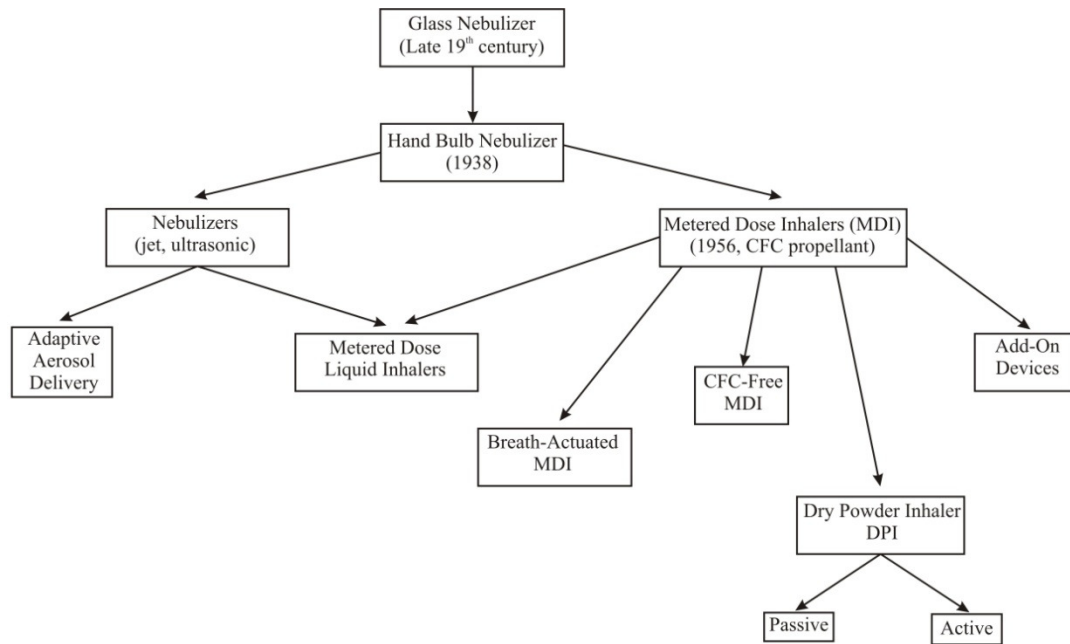 Glass Nebulizer
(Late 19th century)
Hand Bulb Nebulizer
(1938)
Nebulizers
(jet, ultrasonic)
Metered Dose Inhalers (MDI)
(1956, CFC propellant)
Adaptive
Aerosol
Delivery
Metered Dose
Liquid Inhalers
Breath-Actuated
MDI
CFC-Free
MDI
Add-On
Devices
Dry Powder Inhaler
DPI
Passive
Active